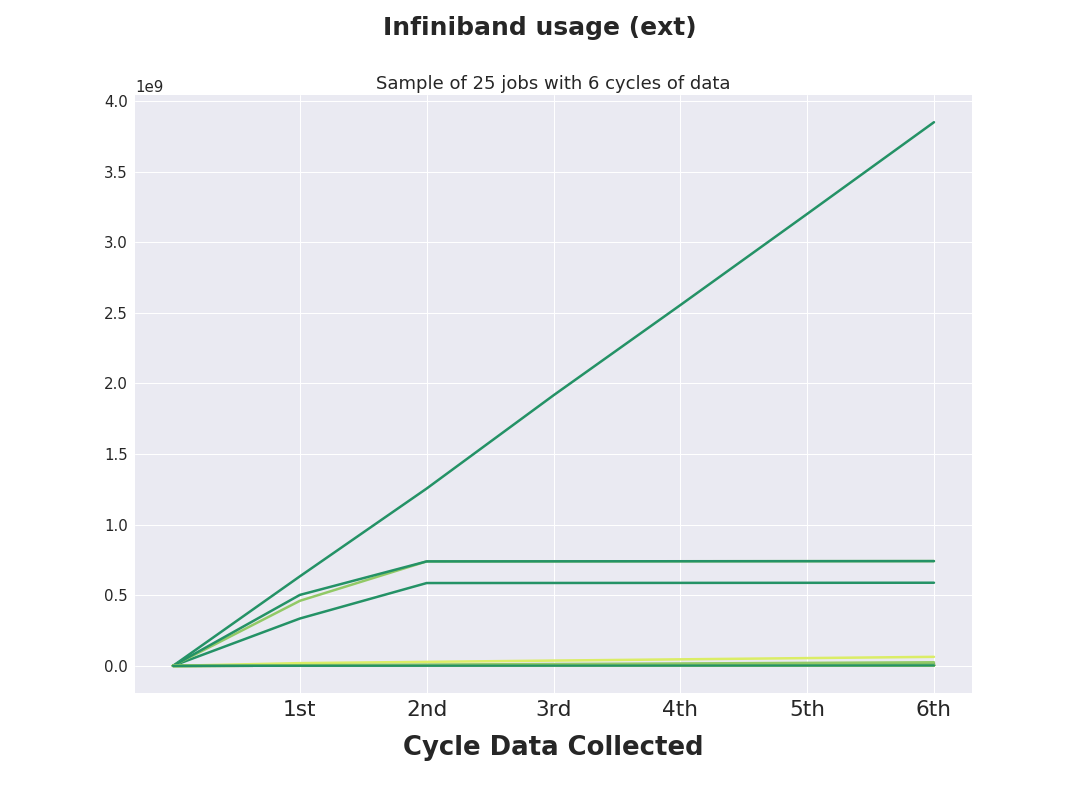 Infiniband usage (ext)
Sample of 25 jobs with 6 cycles of data
1e9
4.0
3.5
3.0
2.5
2.0
1.5
1.0
0.5
0.0
1st 2nd 3rd 4th 5th 6th
Cycle Data Collected